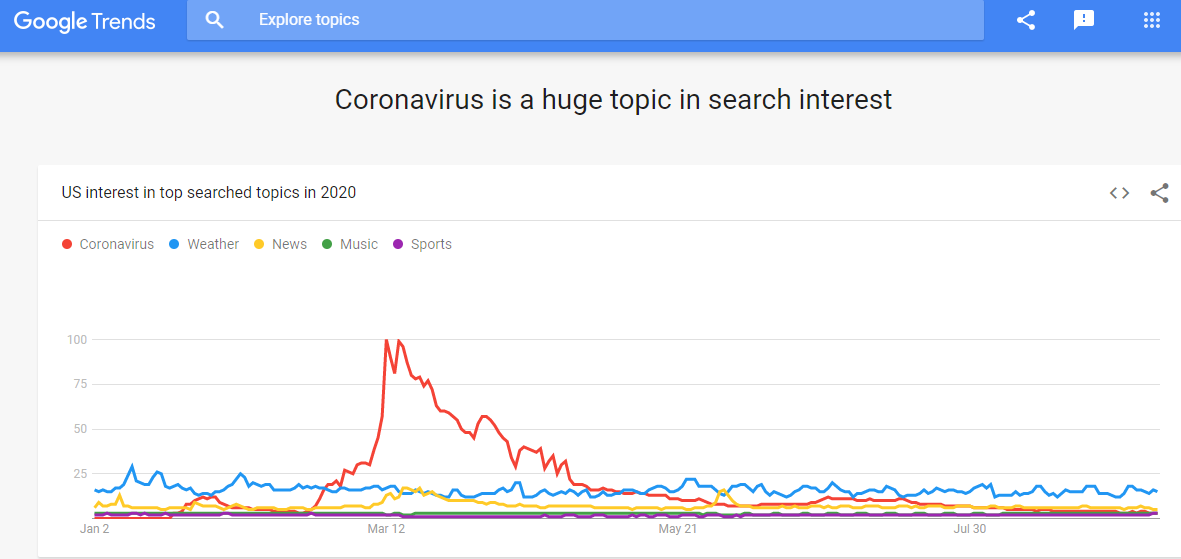 Google Trends
Explore topics
Coronavirus is a huge topic in search interest
US interest in top searched topics in 2020
Coronavirus Weather News Music Sports
100
75
50
25
Jan 2 Mar 12 May 21 Jul 30